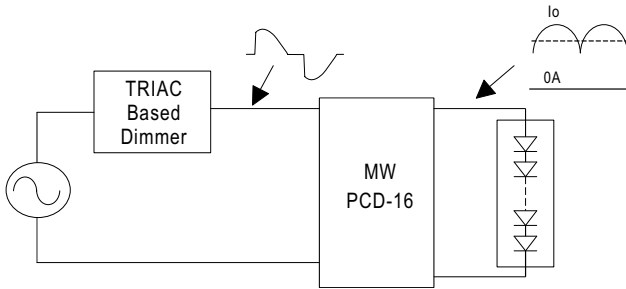 Io
0A
TRIAC
Based
Dimmer
MW
PCD-16